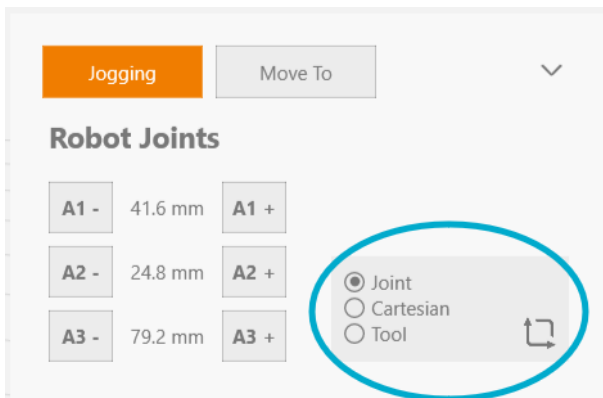 Jogging Move To
Robot Joints
A1 - 41.6 mm A1 +
A2 - 24.8 mm A2 +
A3 - 79.2 mm A3 +
Joint
Cartesian
Tool